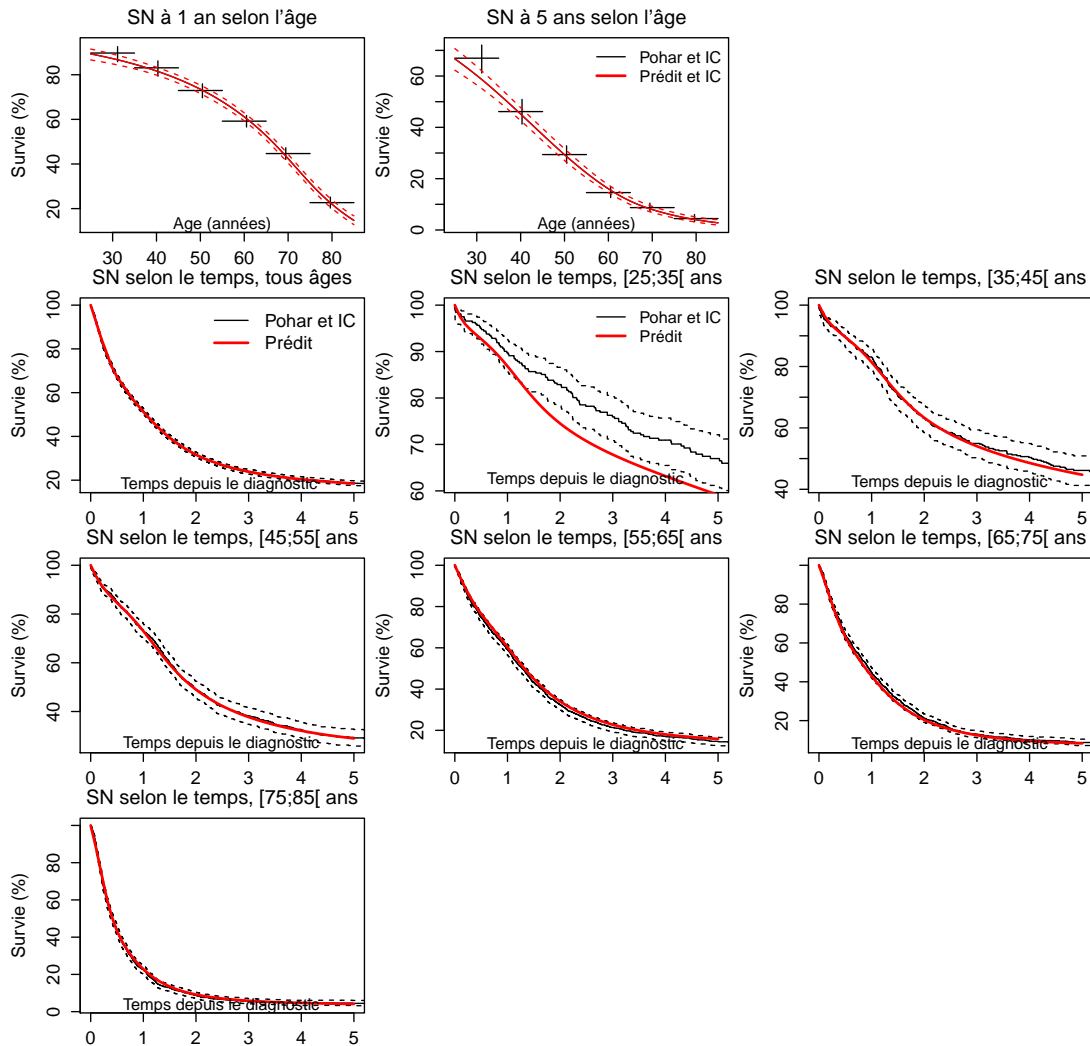 SN à 1 an selon l'âge
Survie (%)
20 40 60 80
Age (années)
30 40 50 60 70 80
SN à 5 ans selon l'âge
Survie (%)
0 10 20 40 60
Pohar et IC
Prédit et IC
Age (années)
30 40 50 60 70 80
SN selon le temps, tous âges
Survie (%)
20 40 60 80 100
Pohar et IC
Prédit
Temps depuis le diagnostic
0 1 2 3 4 5
SN selon le temps, [25;35[ ans
Survie (%)
60 70 80 90 100
Pohar et IC
Prédit
Temps depuis le diagnostic
0 1 2 3 4 5
SN selon le temps, [35;45[ ans
Survie (%)
40 60 80 100
Temps depuis le diagnostic
0 1 2 3 4 5
SN selon le temps, [45;55[ ans
Survie (%)
40 60 80 100
Temps depuis le diagnostic
0 1 2 3 4 5
SN selon le temps, [55;65[ ans
Survie (%)
20 40 60 80 100
Temps depuis le diagnostic
0 1 2 3 4 5
SN selon le temps, [65;75[ ans
Survie (%)
20 40 60 80
Temps depuis le diagnostic
0 1 2 3 4 5
SN selon le temps, [75;85[ ans
Survie (%)
0 20 40 60 80
Temps depuis le diagnostic
0 1 2 3 4 5